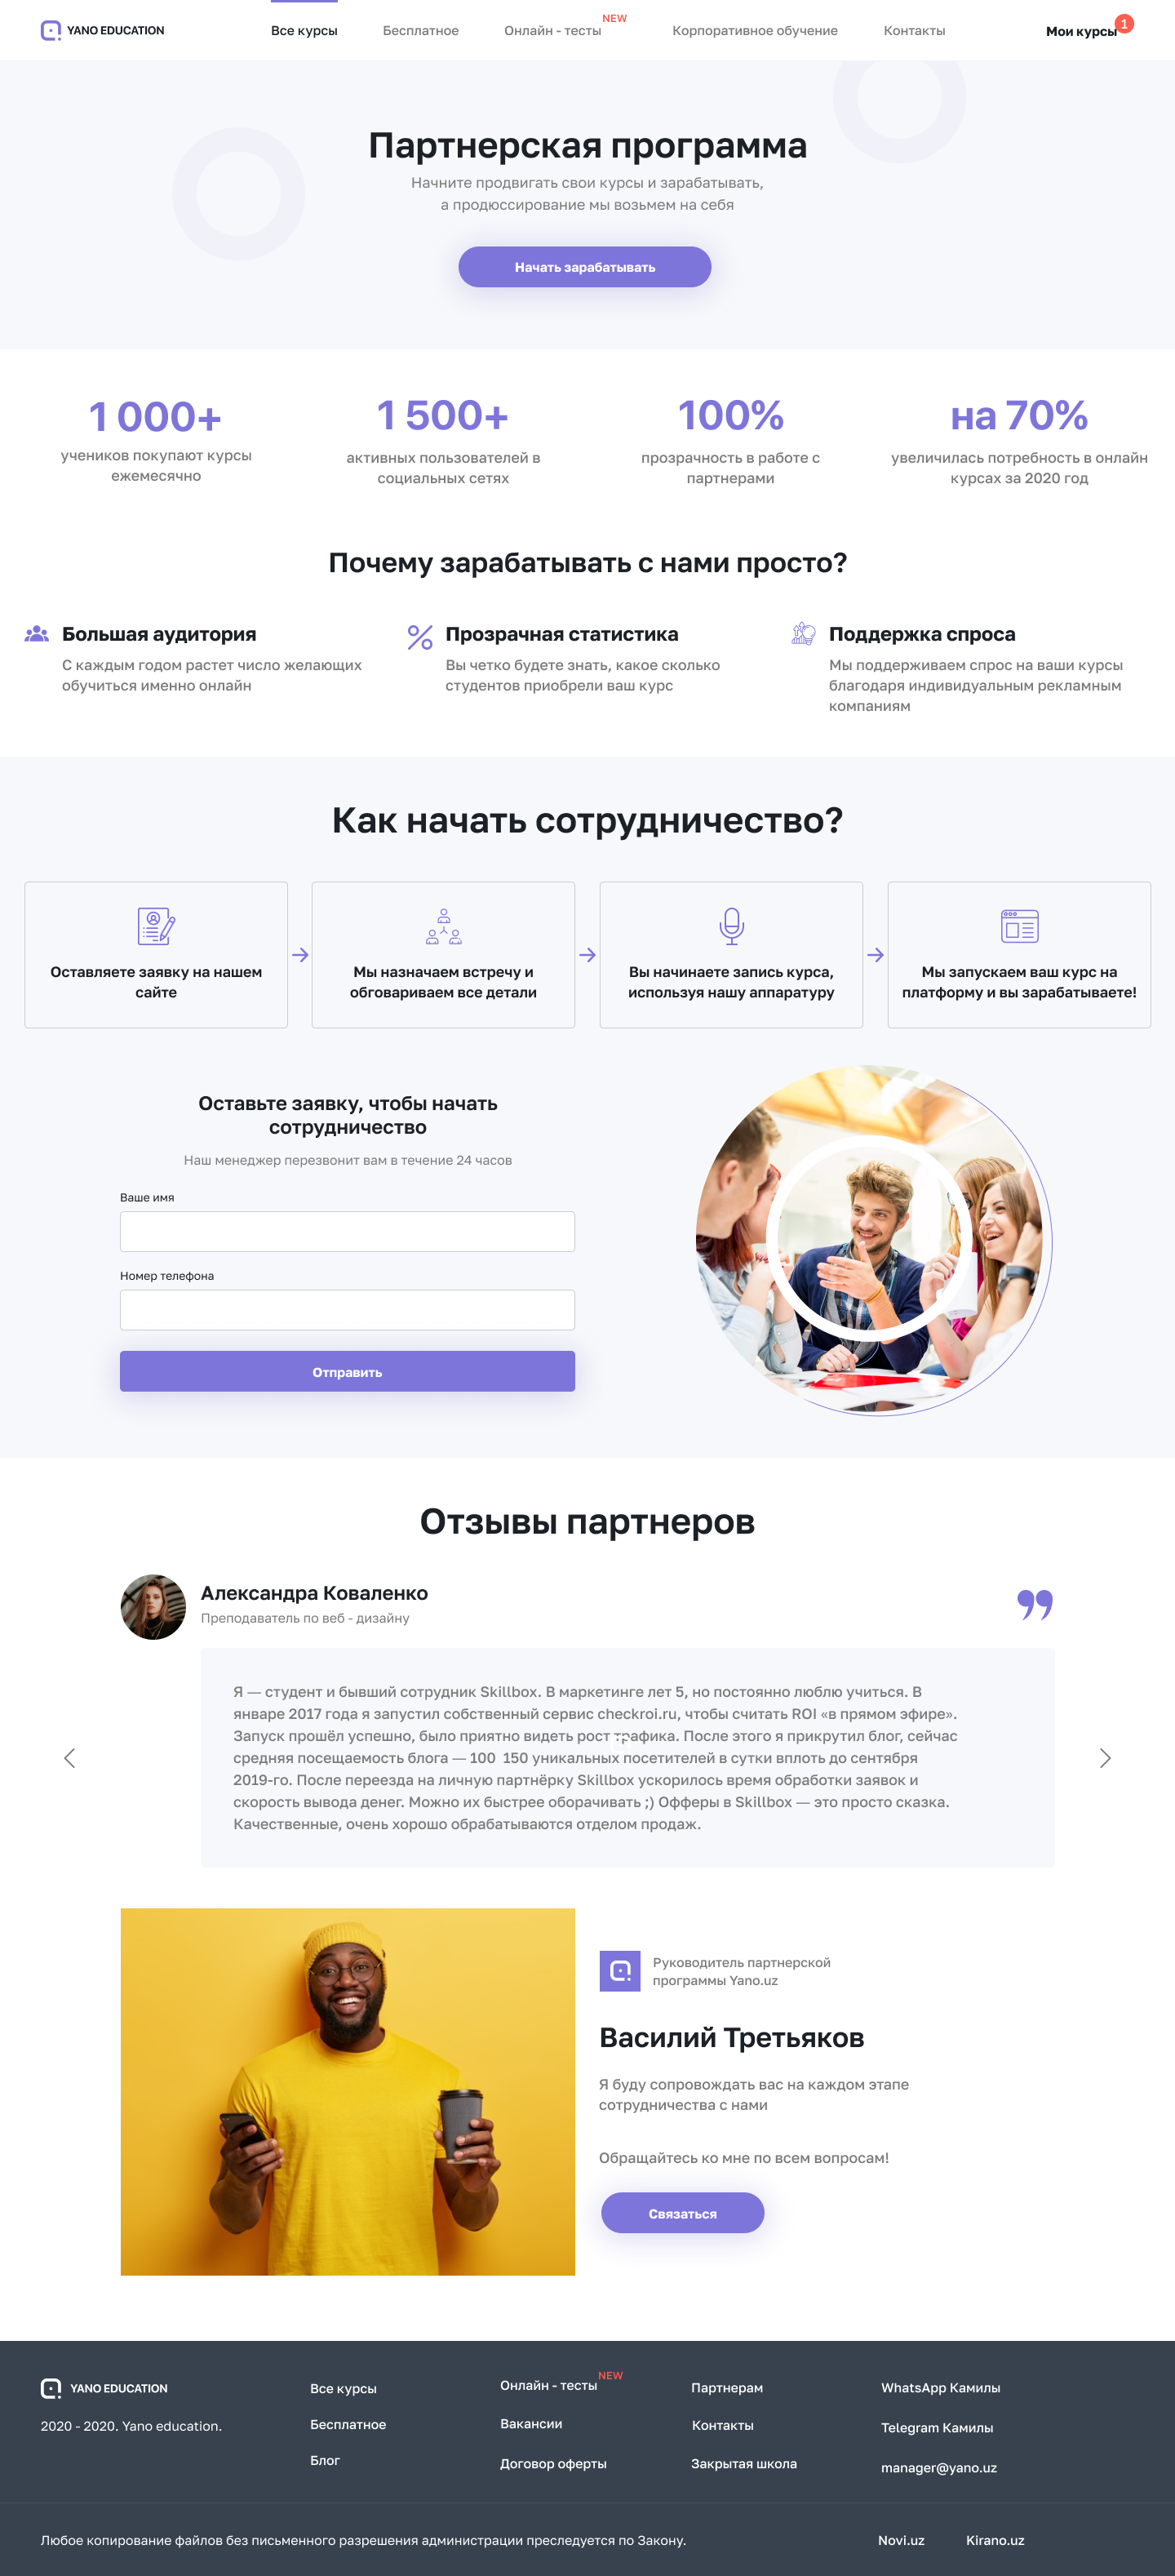 YANO EDUCATION
Все курсы
Бесплатное
Онлайн - тесты
NEW
Корпоративное обучение
Контакты
Мои курсы
1
Партнерская программа
Начните продвигать свои курсы и зарабатывать,
а продюссирование мы возьмем на себя
Начать зарабатывать
1 000+
учеников покупают курсы
ежемесячно
1 500+
активных пользователей в
социальных сетях
100%
прозрачность в работе с
партнерами
на 70%
увеличилась потребность в онлайн
курсах за 2020 год
Почему зарабатывать с нами просто?
Большая аудитория
С каждым годом растет число желающих
обучиться именно онлайн
Прозрачная статистика
Вы четко будете знать, какое сколько
студентов приобрели ваш курс
Поддержка спроса
Мы поддерживаем спрос на ваши курсы
благодаря индивидуальным рекламным
компаниям
Как начать сотрудничество?
Оставляете заявку на нашем
сайте
Мы назначаем встречу и
обговариваем все детали
Вы начинаете запись курса,
используя нашу аппаратуру
Мы запускаем ваш курс на
платформу и вы зарабатываете!
Оставьте заявку, чтобы начать
сотрудничество
Наш менеджер перезвонит вам в течение 24 часов
Ваше имя
Номер телефона
Отправить
Отзывы партнеров
Александра Коваленко
Преподаватель по веб - дизайну
Я — студент и бывший сотрудник Skillbox. В маркетинге лет 5, но постоянно люблю учиться. В
январе 2017 года я запустил собственный сервис checkroi.ru, чтобы считать ROI «в прямом эфире».
Запуск прошёл успешно, было приятно видеть рост трафика. После этого я прикрутил блог, сейчас
средняя посещаемость блога — 100 150 уникальных посетителей в сутки вплоть до сентября
2019-го. После переезда на личную партнёрку Skillbox ускорилось время обработки заявок и
скорость вывода денег. Можно их быстрее оборачивать ;) Офферы в Skillbox — это просто сказка.
Качественные, очень хорошо обрабатываются отделом продаж.
Руководитель партнерской
программы Yano.uz
Василий Третьяков
Я буду сопровождать вас на каждом этапе
сотрудничества с нами
Обращайтесь ко мне по всем вопросам!
Связаться
YANO EDUCATION
2020 - 2020. Yano education.
Все курсы
Бесплатное
Блог
Онлайн - тесты
NEW
Вакансии
Договор оферты
Партнерам
Контакты
Закрытая школа
WhatsApp Камилы
Telegram Камилы
manager@yano.uz
Любое копирование файлов без письменного разрешения администрации преследуется по Закону.
Novi.uz
Kirano.uz